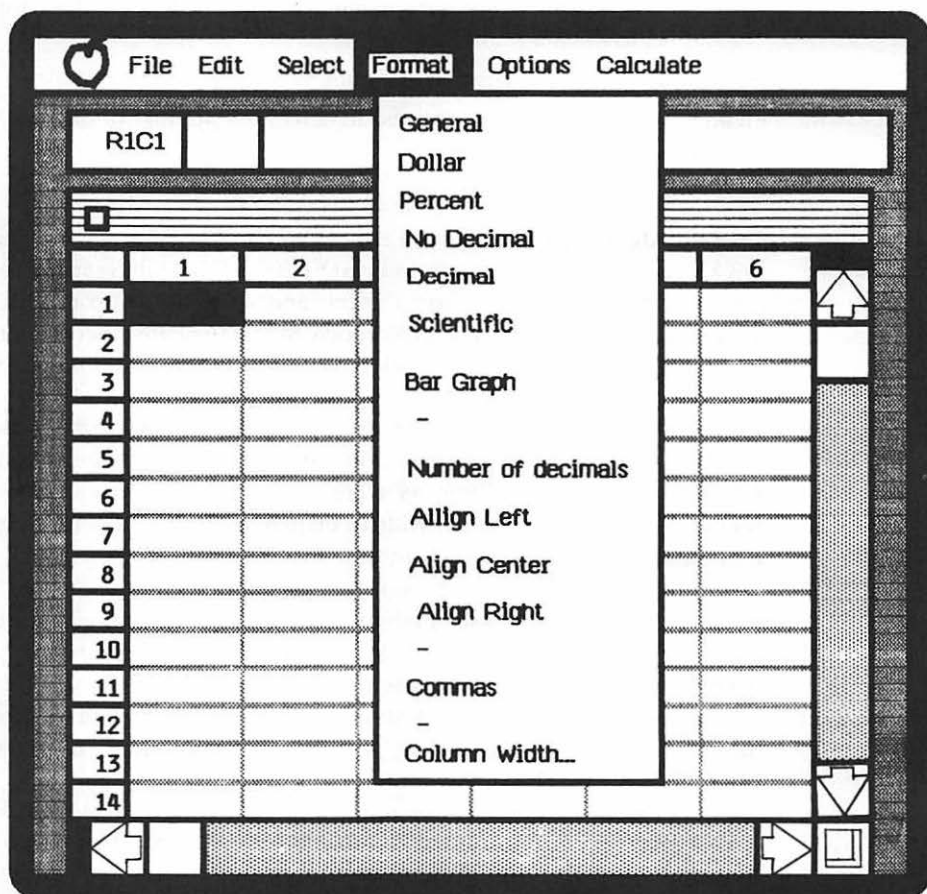 File Edit Select Format Options Calculate
R1C1
General
Dollar
Percent
No Decimal
Decimal
Scientific
Bar Graph
-
Number of decimals
Allign Left
Align Center
Align Right
-
Commas
-
Column Width...
1 2 6
1
2
3
4
5
6
7
8
9
10
11
12
13
14